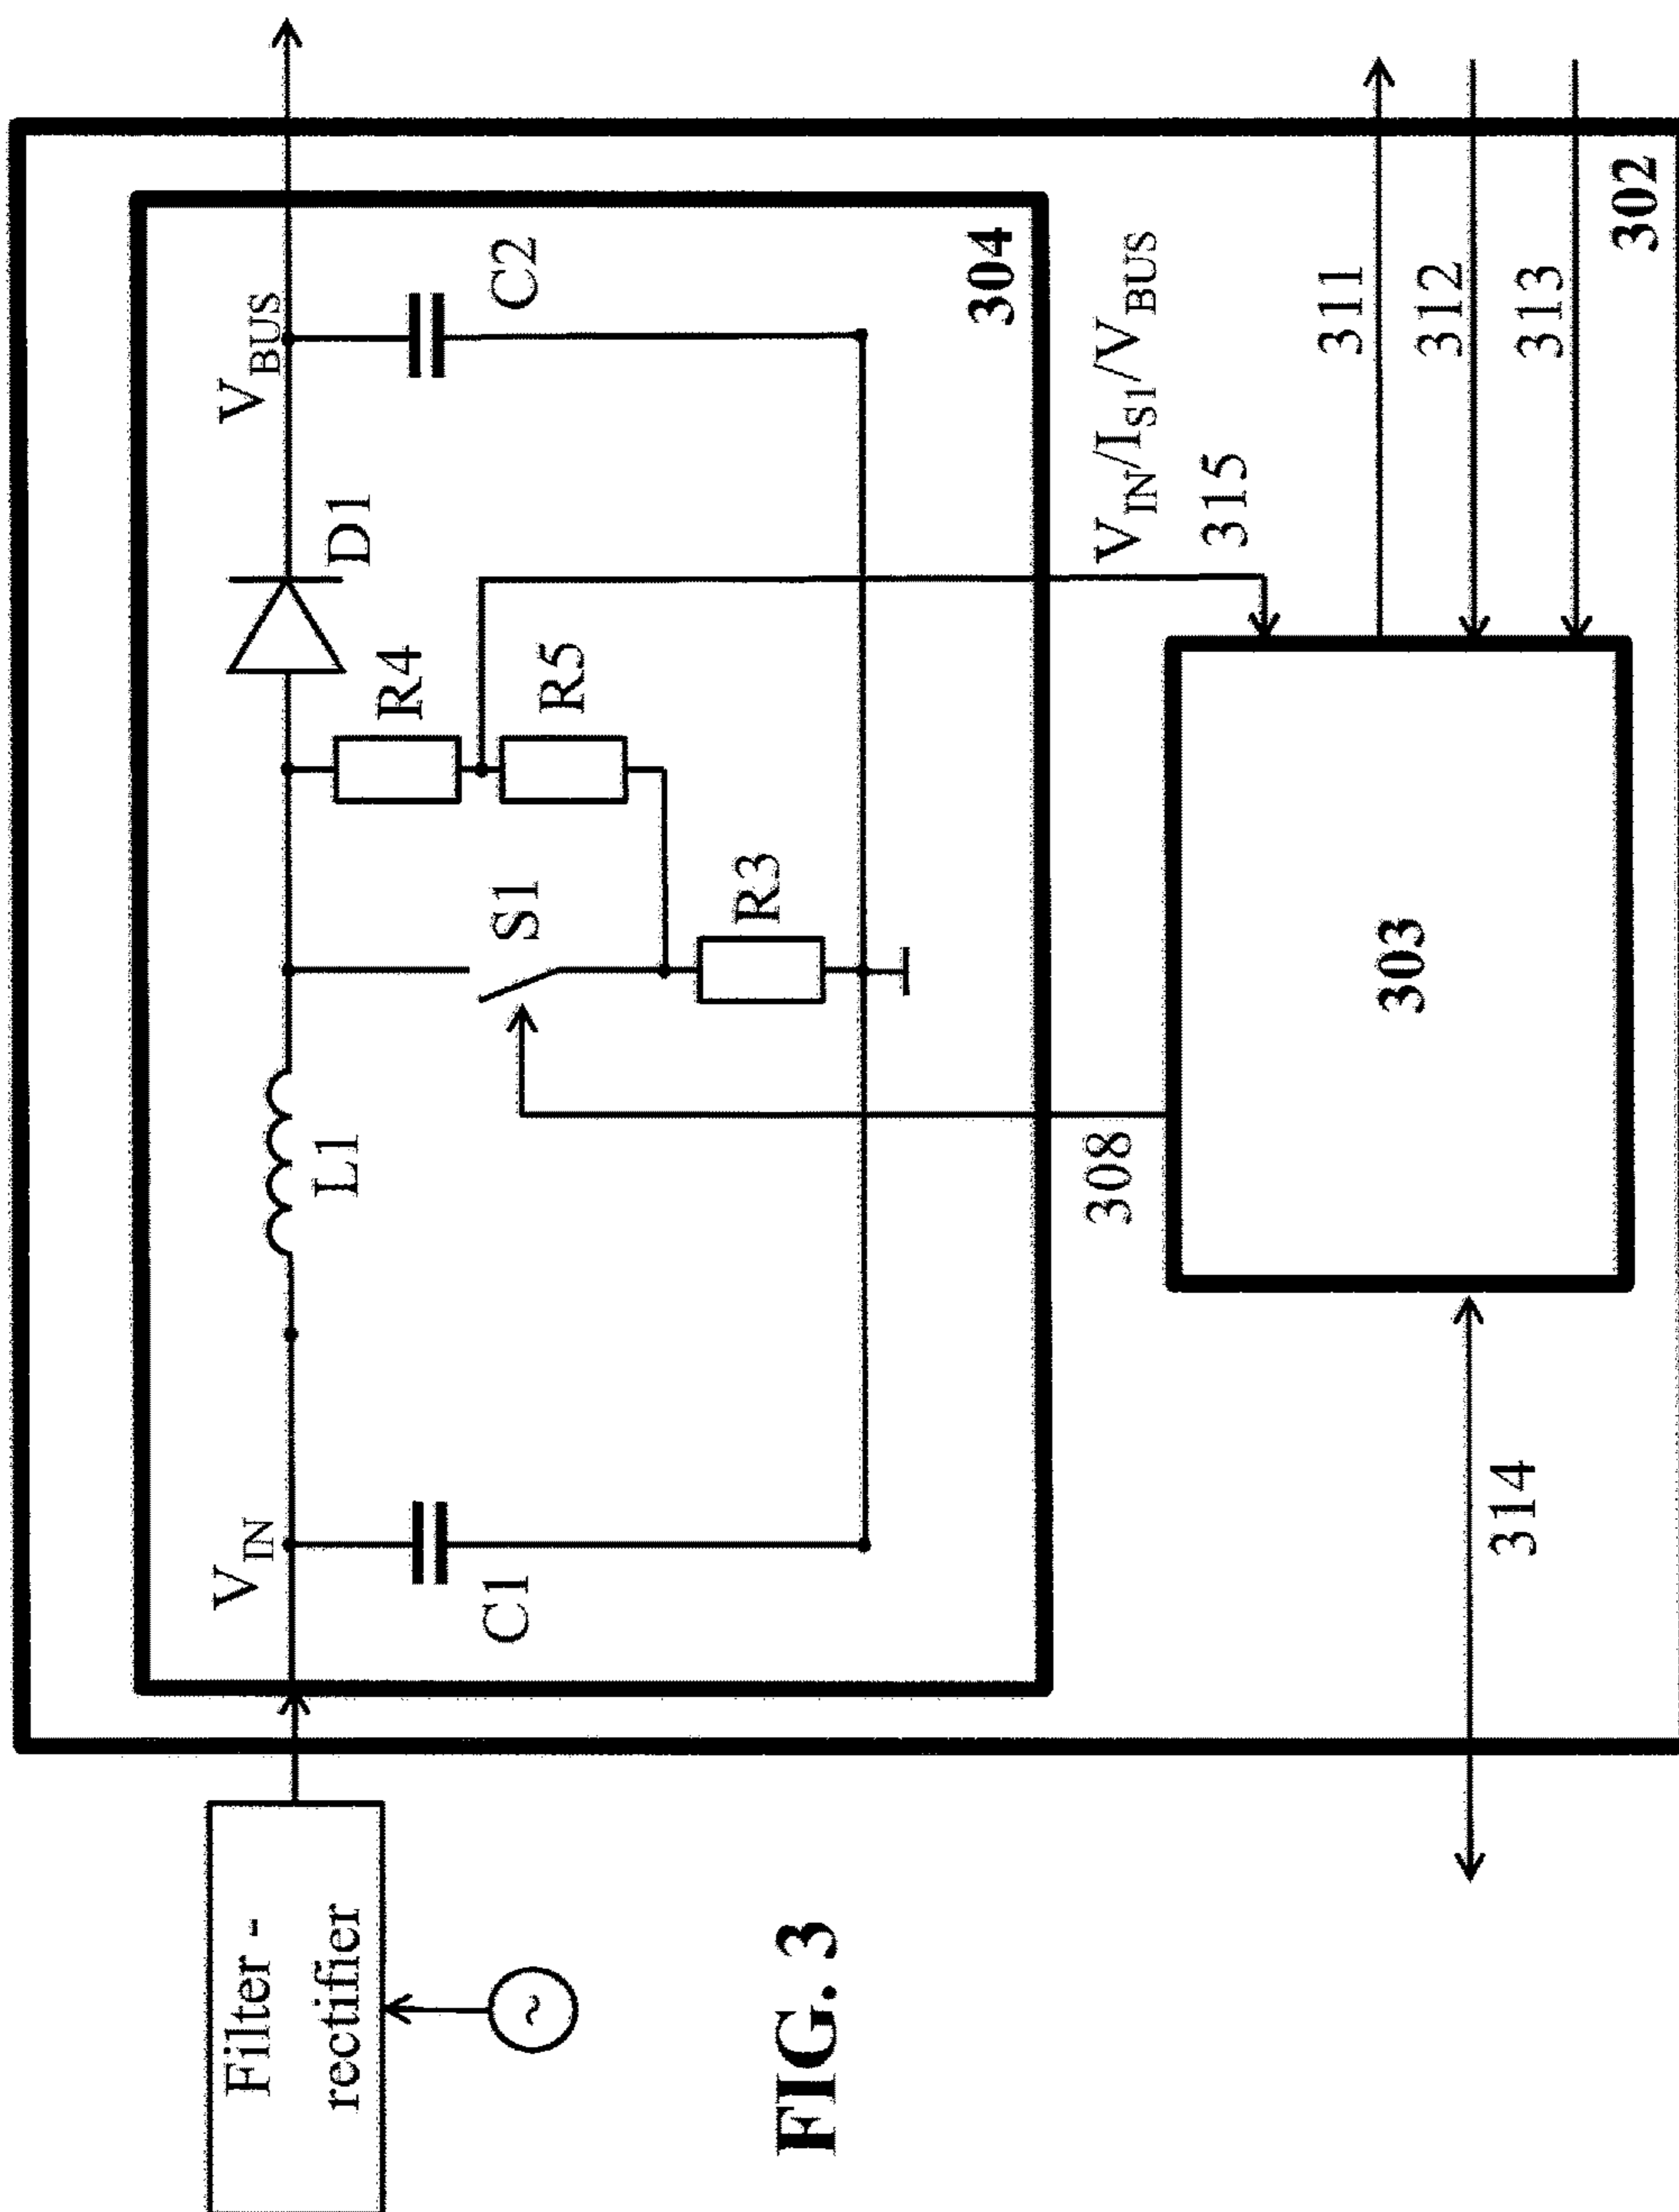 Filter -
rectifier
~
V_IN
C1
L1
S1
R3
R4
R5
D1
V_BUS
C2
304
V_IN/I_S1/V_BUS
315
308
303
311
312
313
314
302
FIG. 3